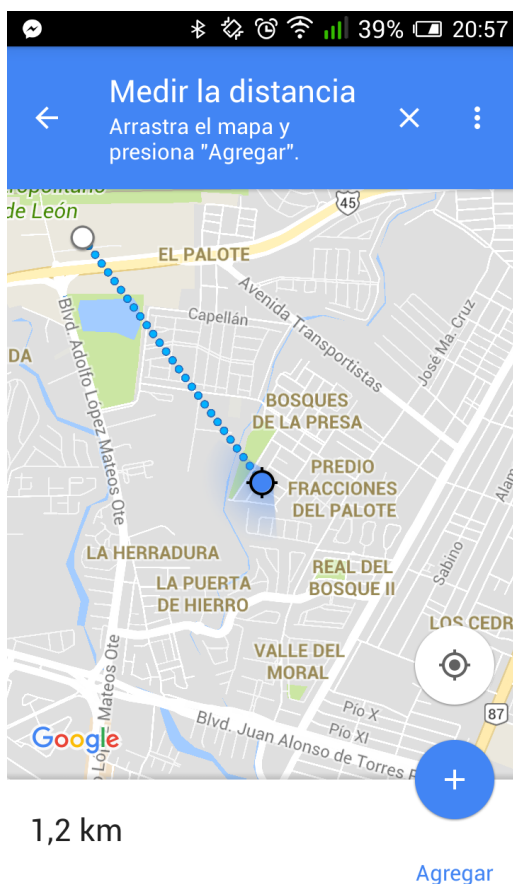 39% 20:57
Medir la distancia
Arrastra el mapa y
presiona "Agregar".
de León
45
EL PALOTE
Avenida Transportistas
Capellán
José Ma. Cruz
Blvd. Adolfo López Mateos Ote
DA
BOSQUES
DE LA PRESA
PREDIO
FRACCIONES
DEL PALOTE
Alam
LA HERRADURA
REAL DEL
BOSQUE II
Sabino
LA PUERTA
DE HIERRO
LOS CEDR
VALLE DEL
MORAL
Mateos Ote
Pío X
87
Pío XI
Blvd. Juan Alonso de Torres
Google
1,2 km
Agregar